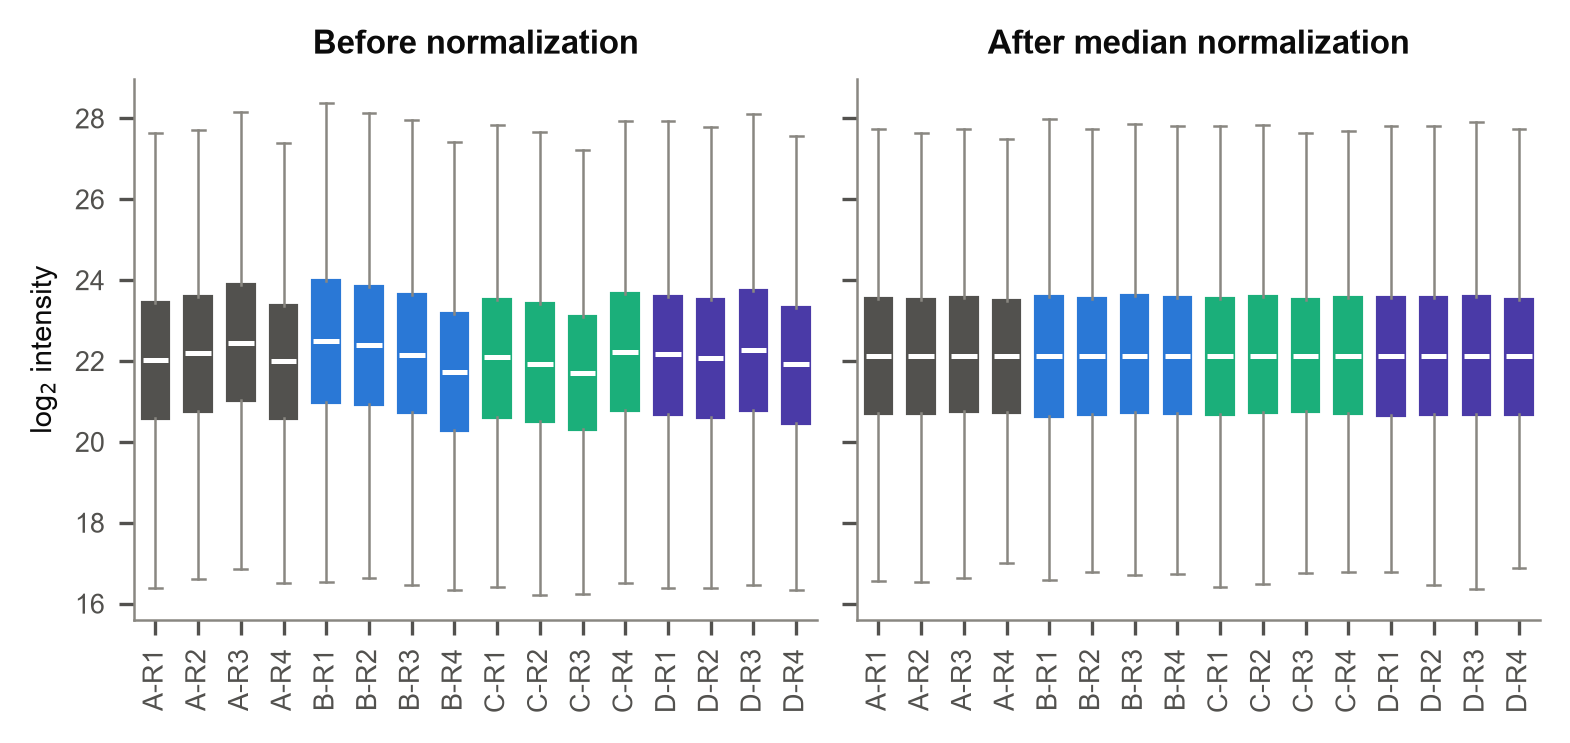 Before normalization
After median normalization
log₂ intensity
28
26
24
22
20
18
16
A-R1
A-R2
A-R3
A-R4
B-R1
B-R2
B-R3
B-R4
C-R1
C-R2
C-R3
C-R4
D-R1
D-R2
D-R3
D-R4
A-R1
A-R2
A-R3
A-R4
B-R1
B-R2
B-R3
B-R4
C-R1
C-R2
C-R3
C-R4
D-R1
D-R2
D-R3
D-R4